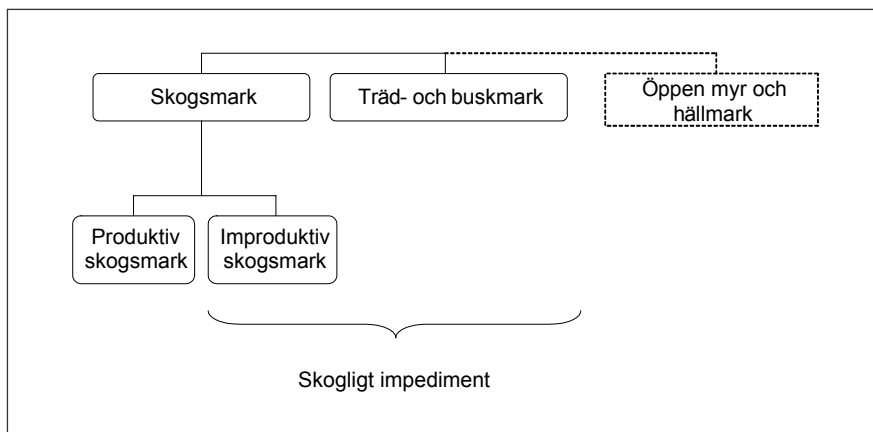 Skogsmark
Träd- och buskmark
Öppen myr och
hällmark
Produktiv
skogsmark
Improduktiv
skogsmark
Skogligt impediment